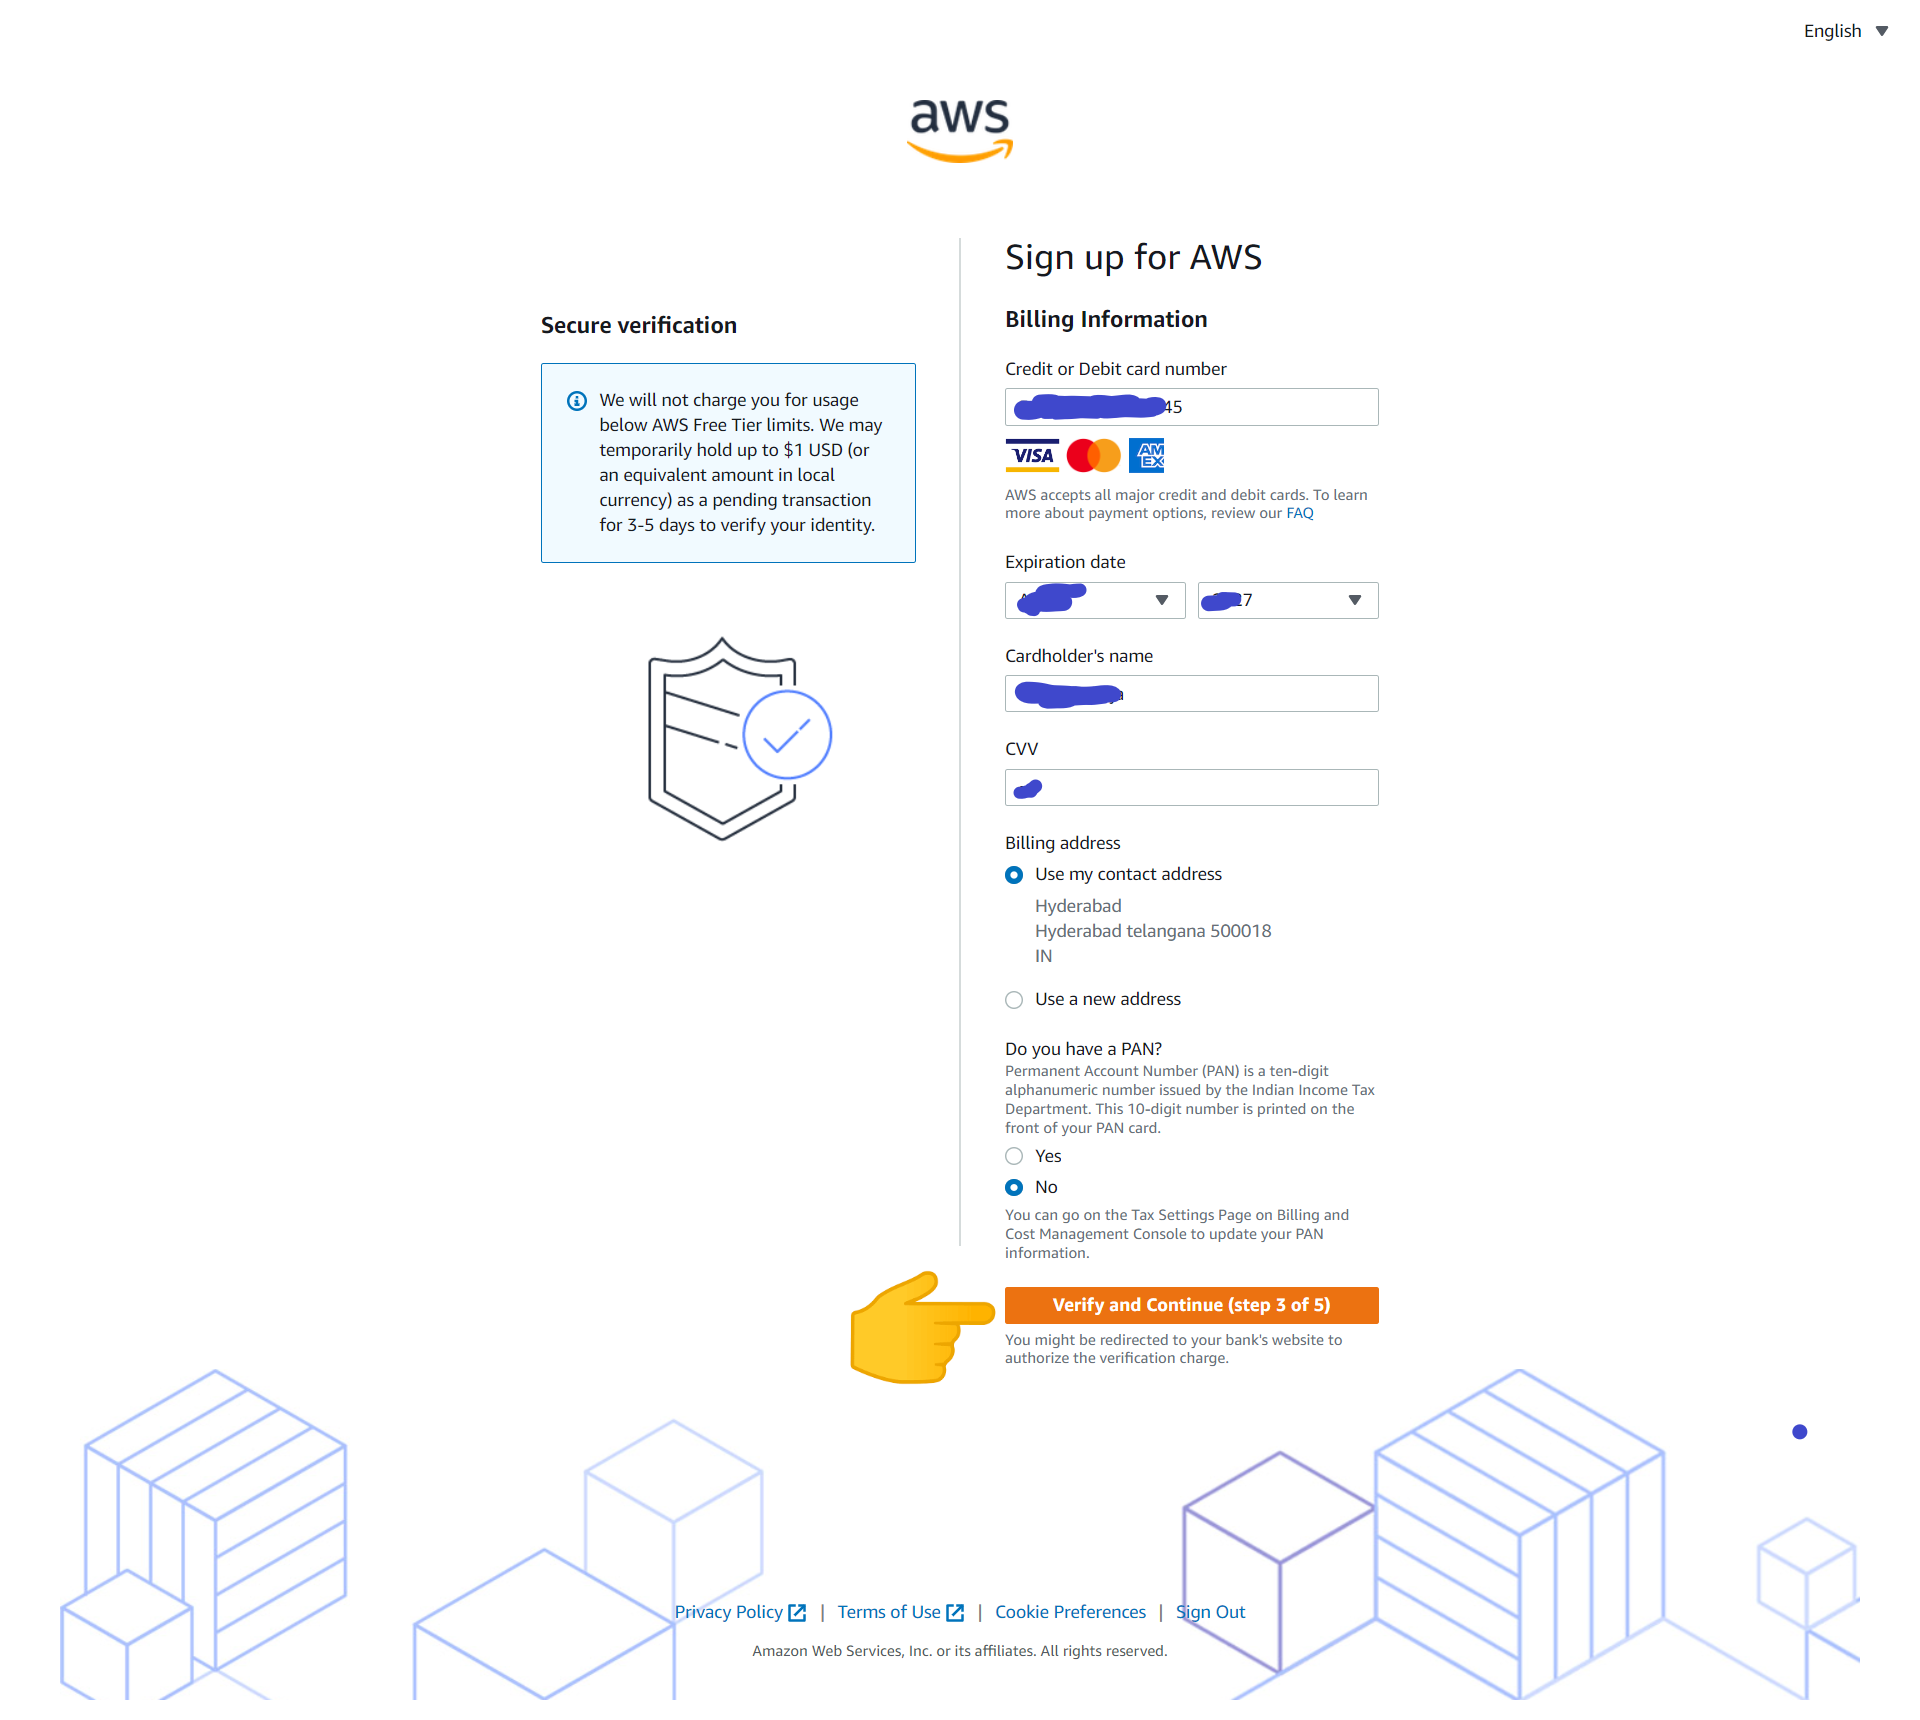 English
aws
Sign up for AWS
Secure verification
We will not charge you for usage
below AWS Free Tier limits. We may
temporarily hold up to $1 USD (or
an equivalent amount in local
currency) as a pending transaction
for 3-5 days to verify your identity.
Billing Information
Credit or Debit card number
45
VISA
AM
EX
AWS accepts all major credit and debit cards. To learn
more about payment options, review our FAQ
Expiration date
27
Cardholder's name
CVV
Billing address
Use my contact address
Hyderabad
Hyderabad telangana 500018
IN
Use a new address
Do you have a PAN?
Permanent Account Number (PAN) is a ten-digit
alphanumeric number issued by the Indian Income Tax
Department. This 10-digit number is printed on the
front of your PAN card.
Yes
No
You can go on the Tax Settings Page on Billing and
Cost Management Console to update your PAN
information.
Verify and Continue (step 3 of 5)
You might be redirected to your bank's website to
authorize the verification charge.
Privacy Policy | Terms of Use | Cookie Preferences | Sign Out
Amazon Web Services, Inc. or its affiliates. All rights reserved.